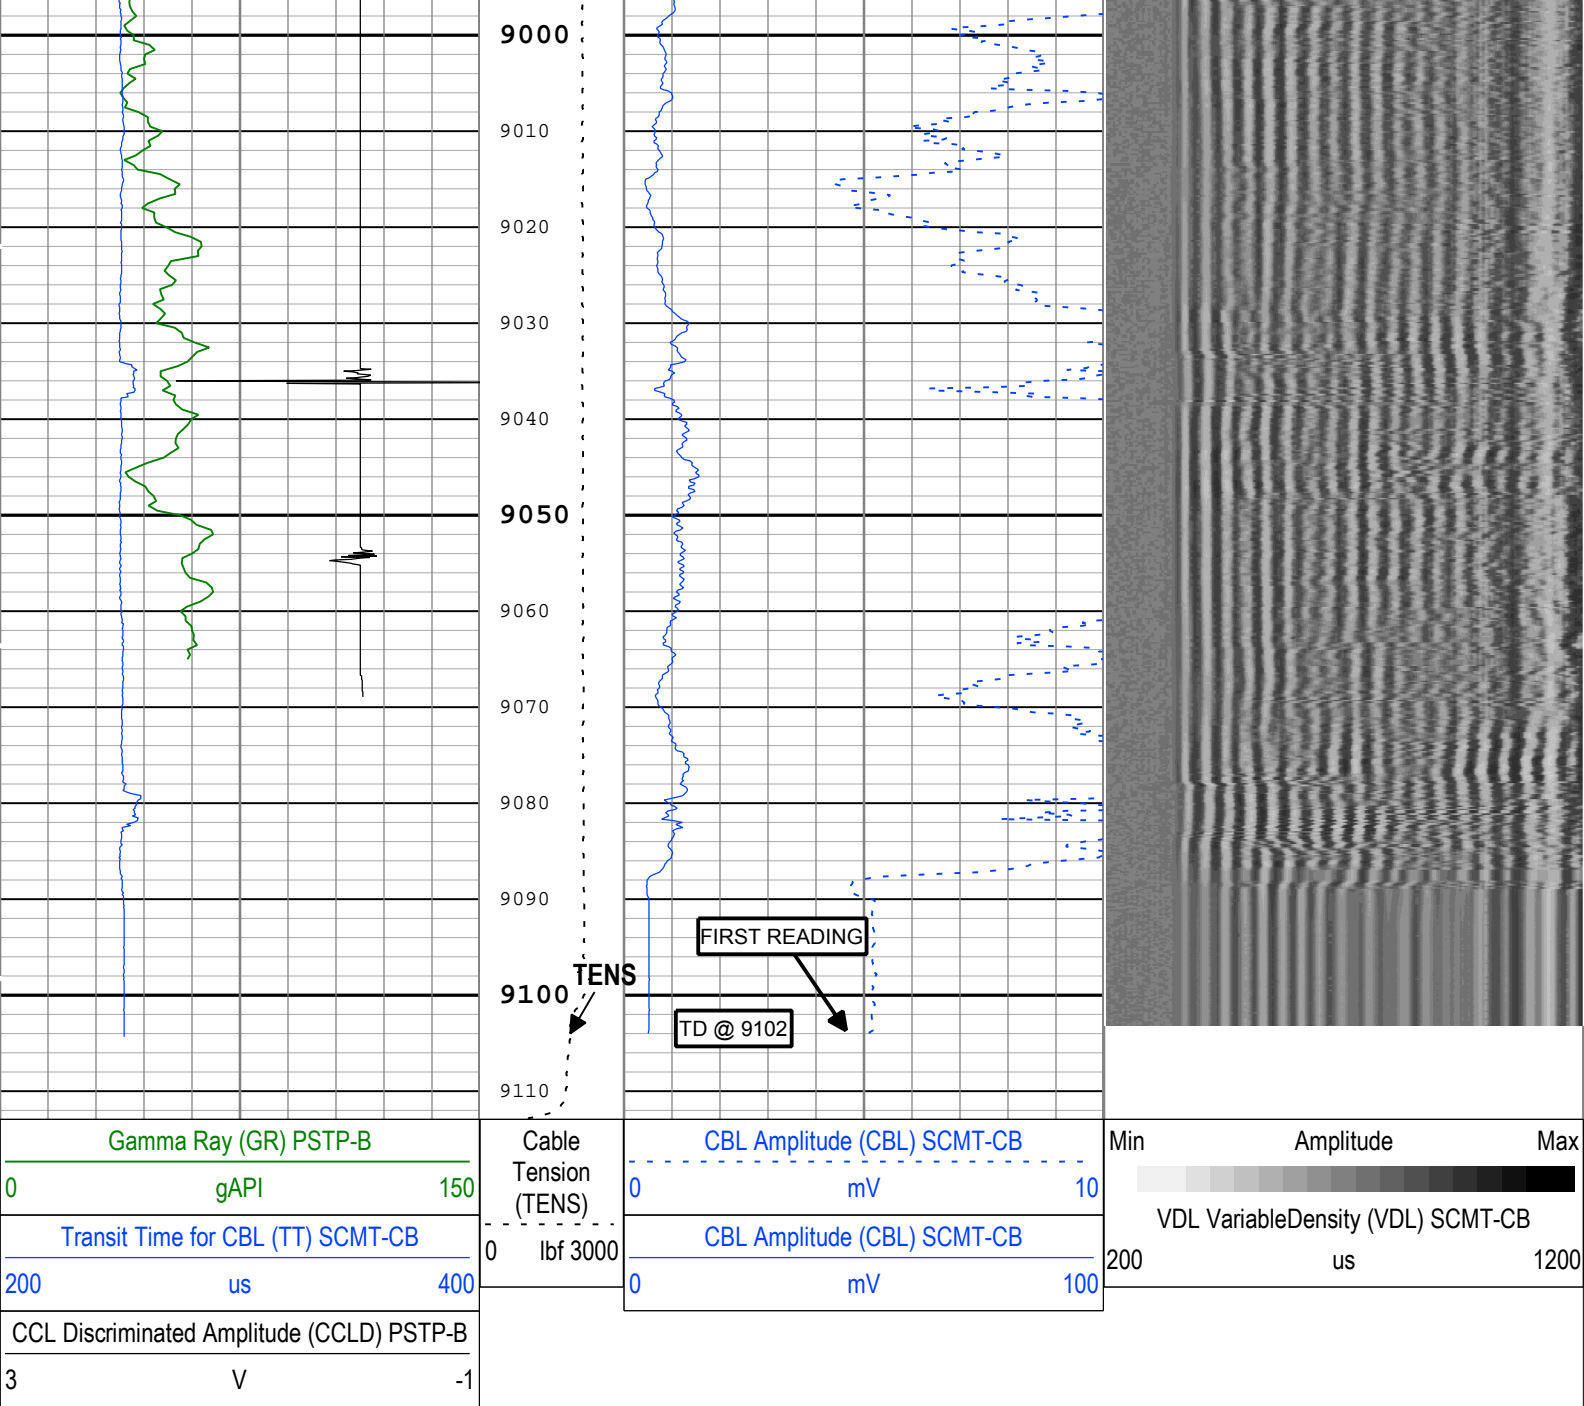 9000
9010
9020
9030
9040
9050
9060
9070
9080
9090
FIRST READING
TENS
9100
TD @ 9102
9110
Gamma Ray (GR) PSTP-B
0 gAPI 150
Transit Time for CBL (TT) SCMT-CB
200 us 400
CCL Discriminated Amplitude (CCLD) PSTP-B
3 V -1
Cable
Tension
(TENS)
0 lbf 3000
CBL Amplitude (CBL) SCMT-CB
0 mV 10
CBL Amplitude (CBL) SCMT-CB
0 mV 100
Min Amplitude Max
VDL VariableDensity (VDL) SCMT-CB
200 us 1200